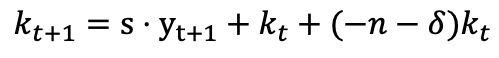 k_{t+1} = s · y_{t+1} + k_t + (−n − δ)k_t